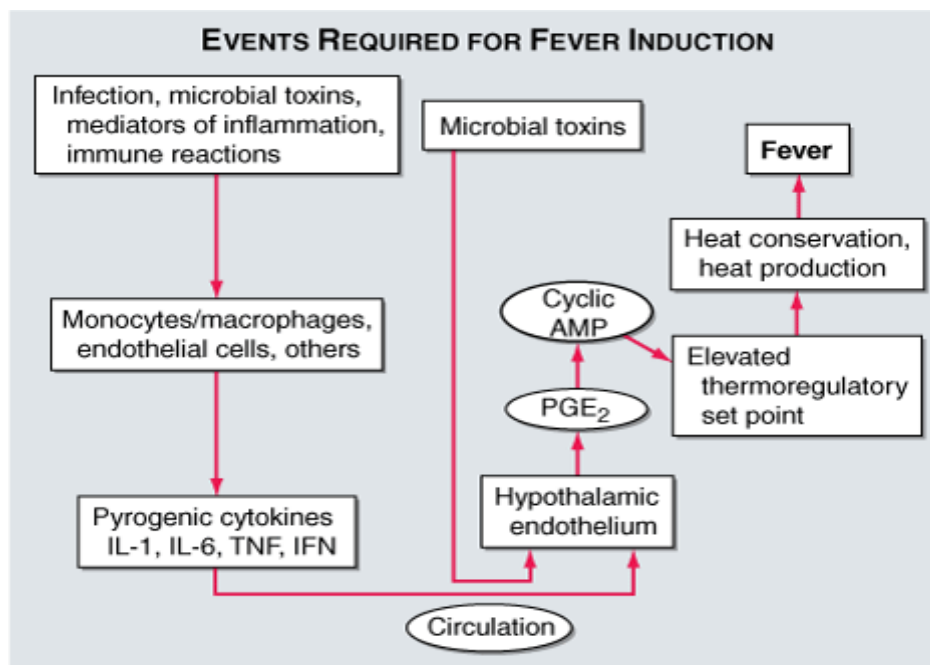 EVENTS REQUIRED FOR FEVER INDUCTION
Infection, microbial toxins,
mediators of inflammation,
immune reactions
Microbial toxins
Fever
Heat conservation,
heat production
Cyclic
AMP
Monocytes/macrophages,
endothelial cells, others
Elevated
thermoregulatory
set point
PGE₂
Hypothalamic
endothelium
Pyrogenic cytokines
IL-1, IL-6, TNF, IFN
Circulation